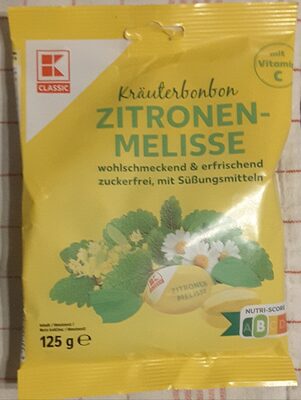 K
CLASSIC
Kräuterbonbon
mit
Vitamin
C
ZITRONEN-
MELISSE
wohlschmeckend & erfrischend
zuckerfrei, mit Süßungsmitteln
ZITRONEN
MELISSE
NUTRI-SCORE
A B C D
125 g e